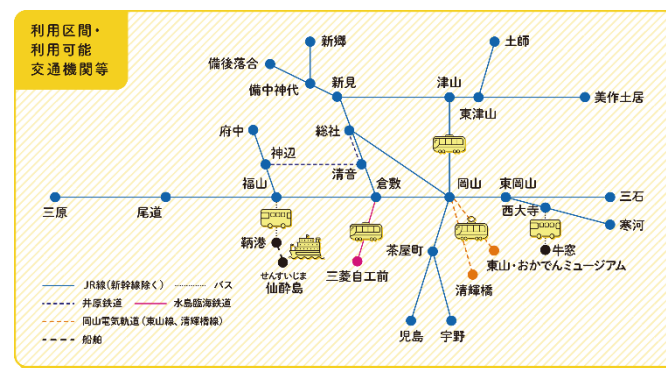 利用区間・
利用可能
交通機関等
新郷
土師
備後落合
備中神代
新見
津山
東津山
美作土居
府中
総社
神辺
清音
福山
倉敷
岡山
東岡山
三石
西大寺
三原
尾道
寒河
鞆港
茶屋町
牛窓
せんすいじま
仙酔島
三菱自工前
東山・おかでんミュージアム
清輝橋
児島
宇野
JR線(新幹線除く)
バス
井原鉄道
水島臨海鉄道
岡山電気軌道(東山線、清輝橋線)
船舶